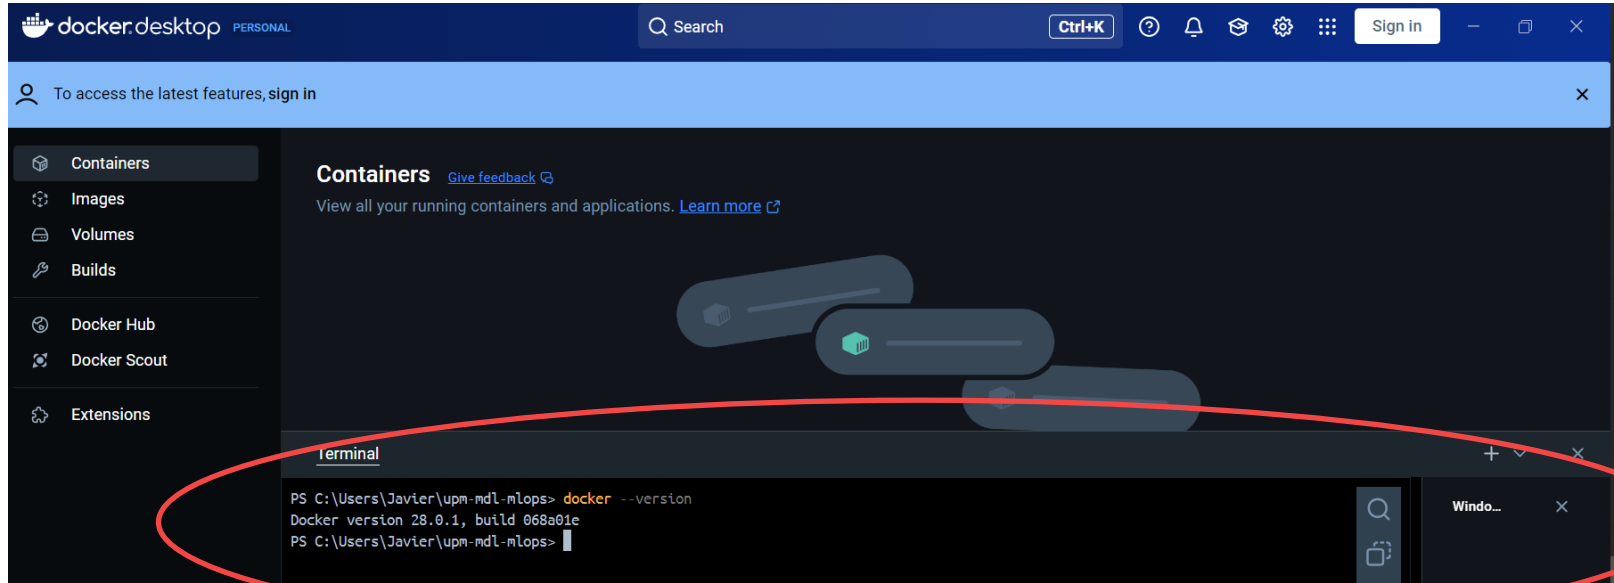 docker.desktop PERSONAL
Search
Ctrl+K
Sign in
To access the latest features, sign in
Containers
Images
Volumes
Builds
Docker Hub
Docker Scout
Extensions
Containers Give feedback
View all your running containers and applications. Learn more
Terminal
PS C:\Users\Javier\upm-mdl-mlops> docker --version
Docker version 28.0.1, build 068a01e
PS C:\Users\Javier\upm-mdl-mlops>
Windo...